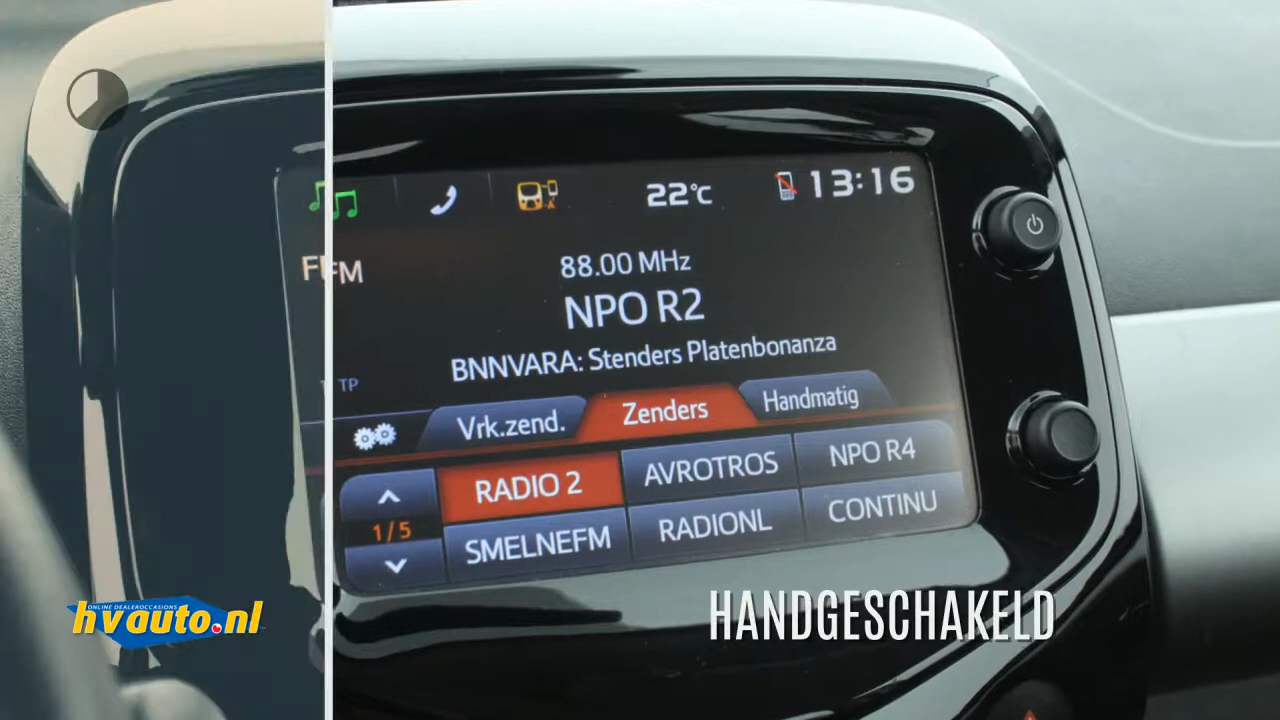 22°C
13:16
FM
88.00 MHz
NPO R2
BNNVARA: Stenders Platenbonanza
TP
Vrk.zend.
Zenders
Handmatig
RADIO 2
AVROTROS
NPO R4
1/5
SMELNEFM
RADIONL
CONTINU
ONLINE DEALEROCCASIONS
hvauto.nl
HANDGESCHAKELD